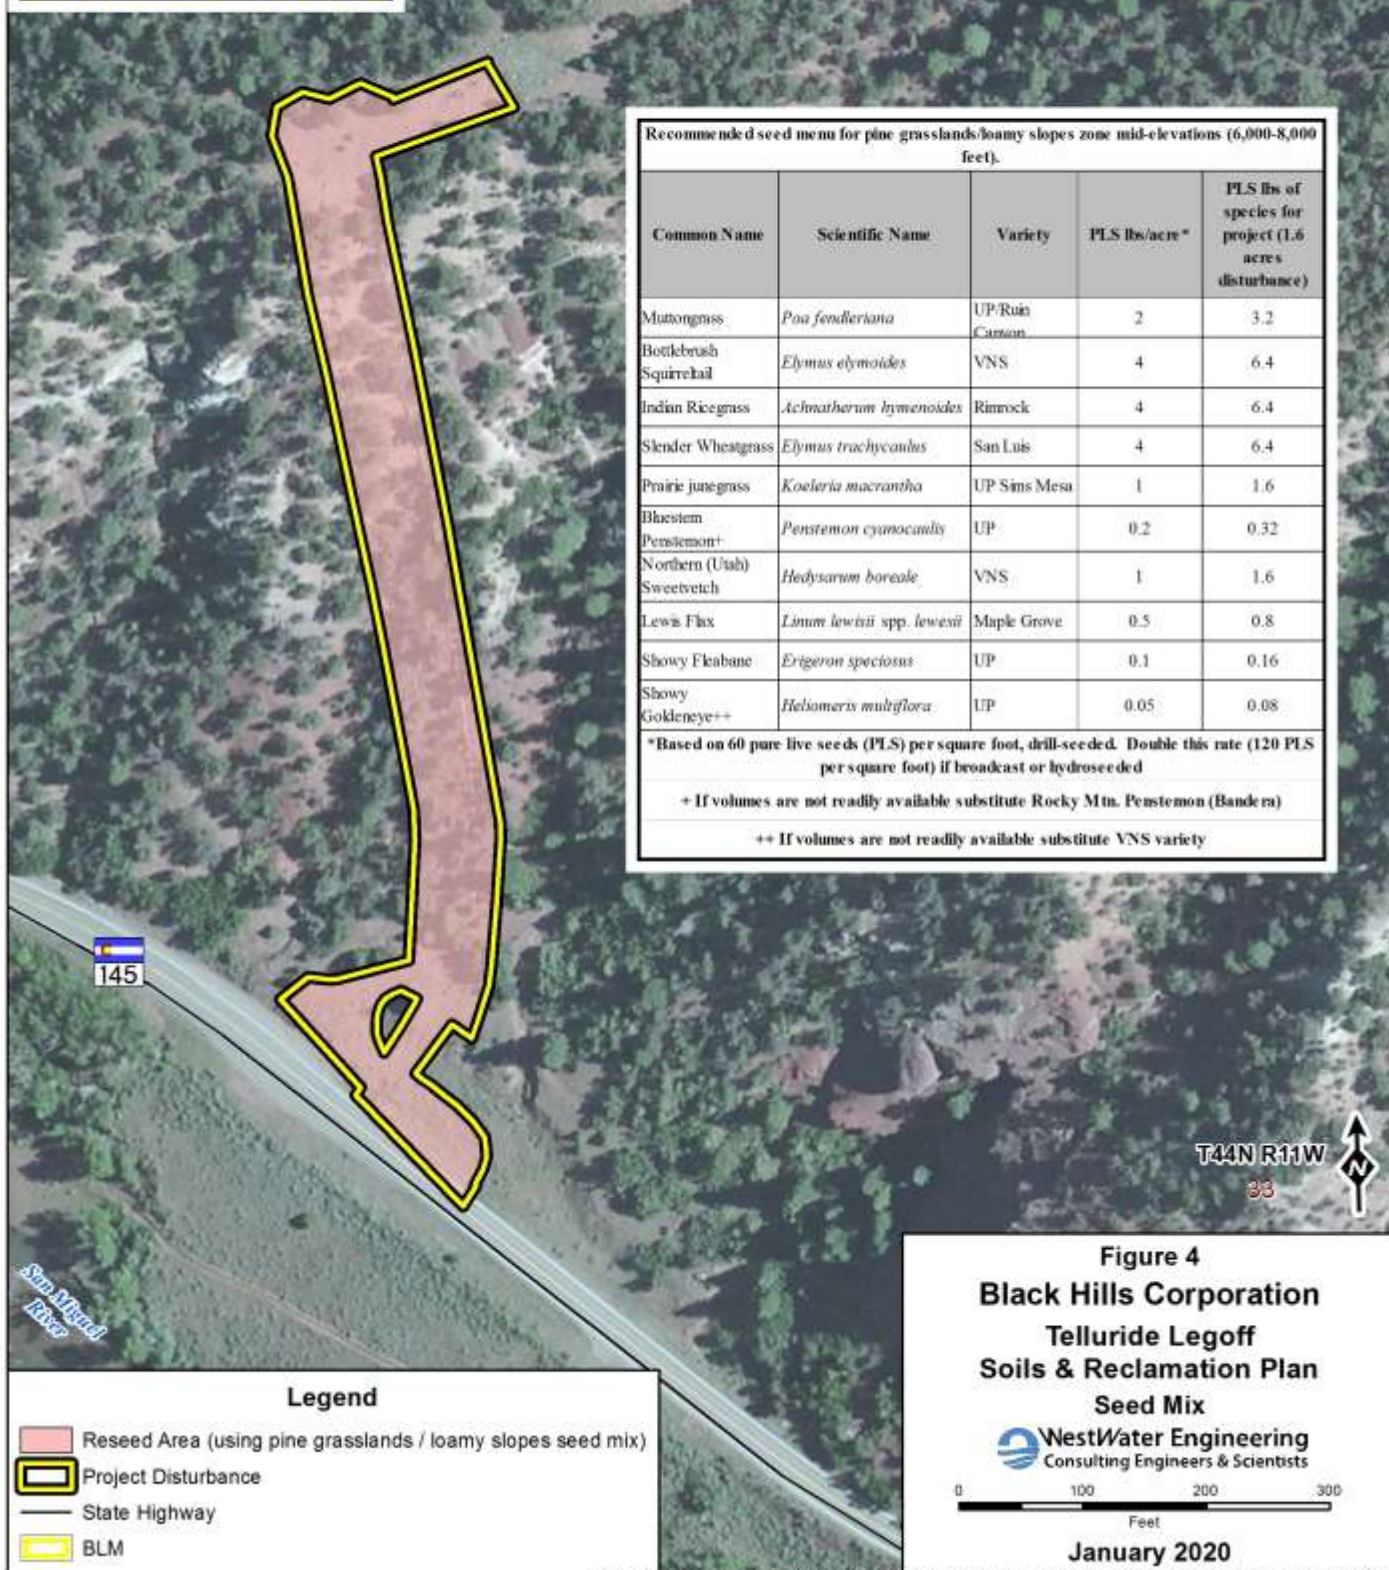 Recommended seed menu for pine grasslands/loamy slopes zone mid-elevations (6,000-8,000
feet).
Common Name Scientific Name Variety PLS lbs/acre* PLS lbs of species for project (1.6 acres disturbance)
Muttongrass Poa fendleriana UP/Ruin Canyon 2 3.2
Bottlebrush Squirreltail Elymus elymoides VNS 4 6.4
Indian Ricegrass Achnatherum hymenoides Rimrock 4 6.4
Slender Wheatgrass Elymus trachycaulus San Luis 4 6.4
Prairie junegrass Koeleria macrantha UP Sims Mesa 1 1.6
Bluestem Penstemon+ Penstemon cyanocaulis UP 0.2 0.32
Northern (Utah) Sweetvetch Hedysarum boreale VNS 1 1.6
Lewis Flax Linum lewisii spp. lewesii Maple Grove 0.5 0.8
Showy Fleabane Erigeron speciosus UP 0.1 0.16
Showy Goldeneye++ Heliomeris multiflora UP 0.05 0.08
*Based on 60 pure live seeds (PLS) per square foot, drill-seeded. Double this rate (120 PLS
per square foot) if broadcast or hydroseeded
+ If volumes are not readily available substitute Rocky Mtn. Penstemon (Bandera)
++ If volumes are not readily available substitute VNS variety
145
T44N R11W
33
San Miguel
River
Legend
Reseed Area (using pine grasslands / loamy slopes seed mix)
Project Disturbance
State Highway
BLM
Figure 4
Black Hills Corporation
Telluride Legoff
Soils & Reclamation Plan
Seed Mix
WestWater Engineering
Consulting Engineers & Scientists
0 100 200 300
Feet
January 2020